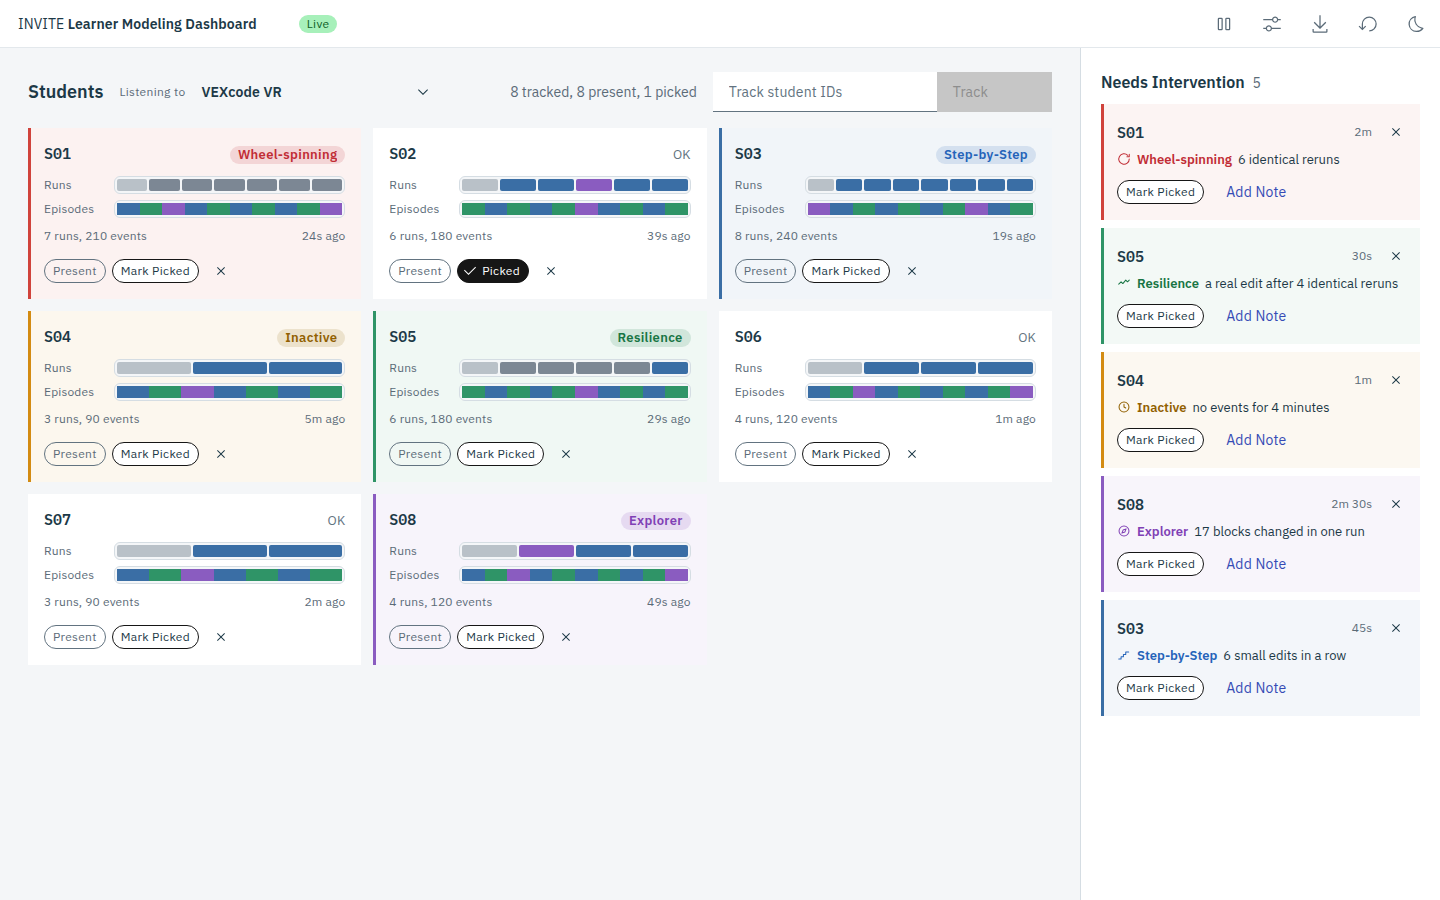 INVITE Learner Modeling Dashboard
Live
Students
Listening to
VEXcode VR
8 tracked, 8 present, 1 picked
Track student IDs
Track
S01
Wheel-spinning
Runs
Episodes
7 runs, 210 events
24s ago
Present
Mark Picked
S02
OK
Runs
Episodes
6 runs, 180 events
39s ago
Present
Picked
S03
Step-by-Step
Runs
Episodes
8 runs, 240 events
19s ago
Present
Mark Picked
S04
Inactive
Runs
Episodes
3 runs, 90 events
5m ago
Present
Mark Picked
S05
Resilience
Runs
Episodes
6 runs, 180 events
29s ago
Present
Mark Picked
S06
OK
Runs
Episodes
4 runs, 120 events
1m ago
Present
Mark Picked
S07
OK
Runs
Episodes
3 runs, 90 events
2m ago
Present
Mark Picked
S08
Explorer
Runs
Episodes
4 runs, 120 events
49s ago
Present
Mark Picked
Needs Intervention 5
S01
2m
Wheel-spinning 6 identical reruns
Mark Picked
Add Note
S05
30s
Resilience a real edit after 4 identical reruns
Mark Picked
Add Note
S04
1m
Inactive no events for 4 minutes
Mark Picked
Add Note
S08
2m 30s
Explorer 17 blocks changed in one run
Mark Picked
Add Note
S03
45s
Step-by-Step 6 small edits in a row
Mark Picked
Add Note